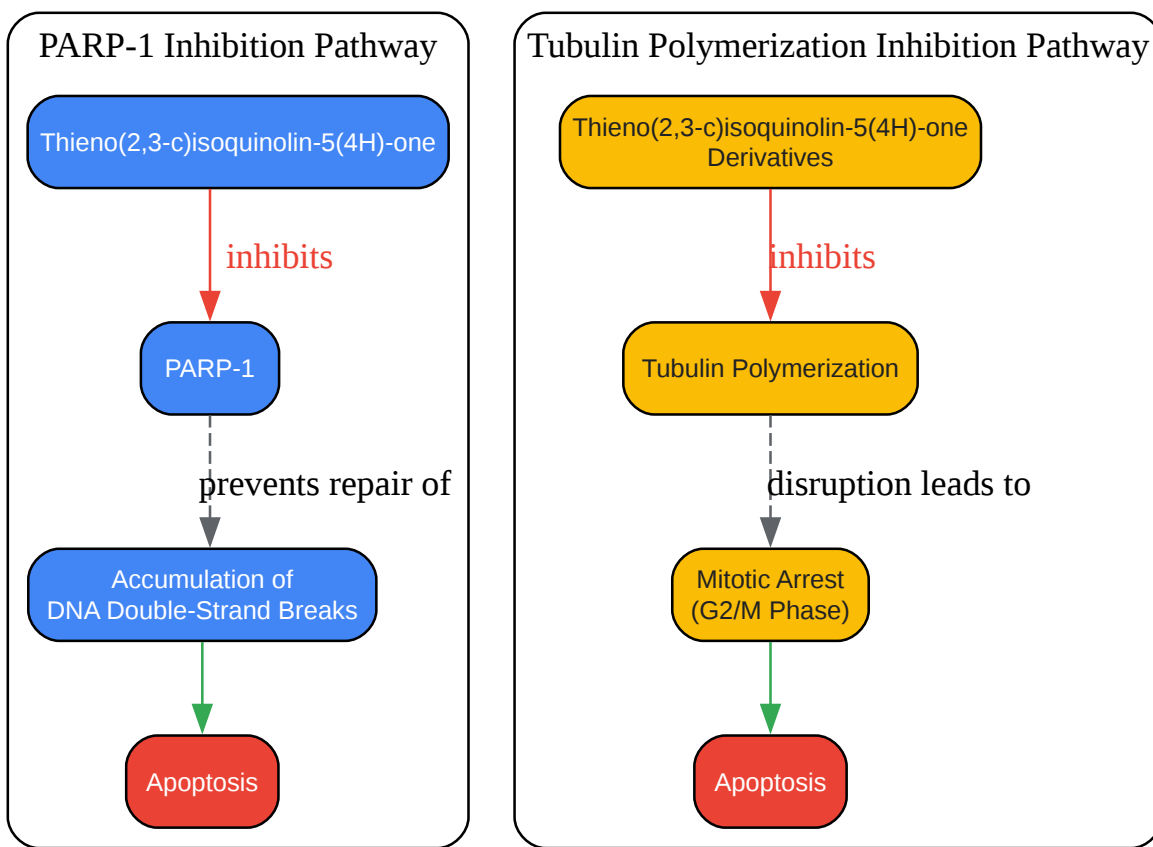 PARP-1 Inhibition Pathway
Thieno(2,3-c)isoquinolin-5(4H)-one
inhibits
PARP-1
prevents repair of
Accumulation of
DNA Double-Strand Breaks
Apoptosis
Tubulin Polymerization Inhibition Pathway
Thieno(2,3-c)isoquinolin-5(4H)-one
Derivatives
inhibits
Tubulin Polymerization
disruption leads to
Mitotic Arrest
(G2/M Phase)
Apoptosis